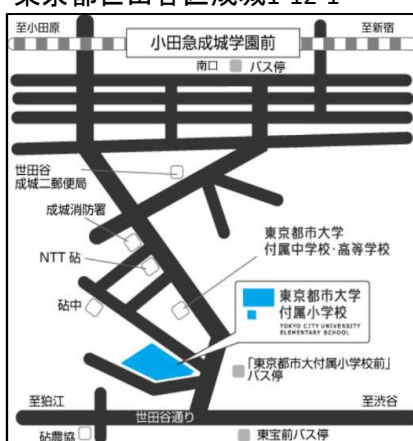 東京都世田谷区成城1-12-1
至小田原
小田急成城学園前
至新宿
南口
バス停
世田谷
成城二郵便局
成城消防署
NTT 砧
東京都市大学
付属中学校・高等学校
砧中
東京都市大学
付属小学校
TOKYO CITY UNIVERSITY
ELEMENTARY SCHOOL
「東京都市大付属小学校前」
バス停
至狛江
至渋谷
世田谷通り
砧農協
東宝前バス停